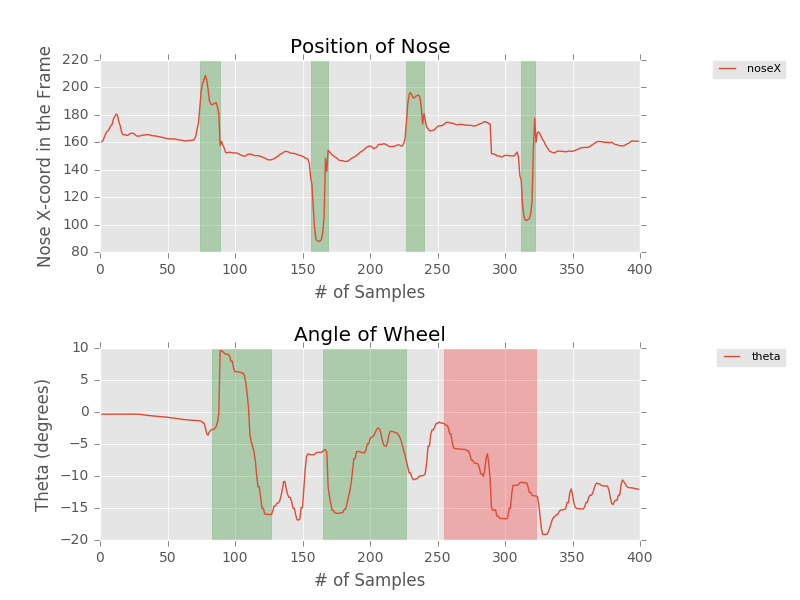 Position of Nose
noseX
Nose X-coord in the Frame
220
200
180
160
140
120
100
80
0 50 100 150 200 250 300 350 400
# of Samples
Angle of Wheel
theta
Theta (degrees)
10
5
0
−5
−10
−15
−20
0 50 100 150 200 250 300 350 400
# of Samples